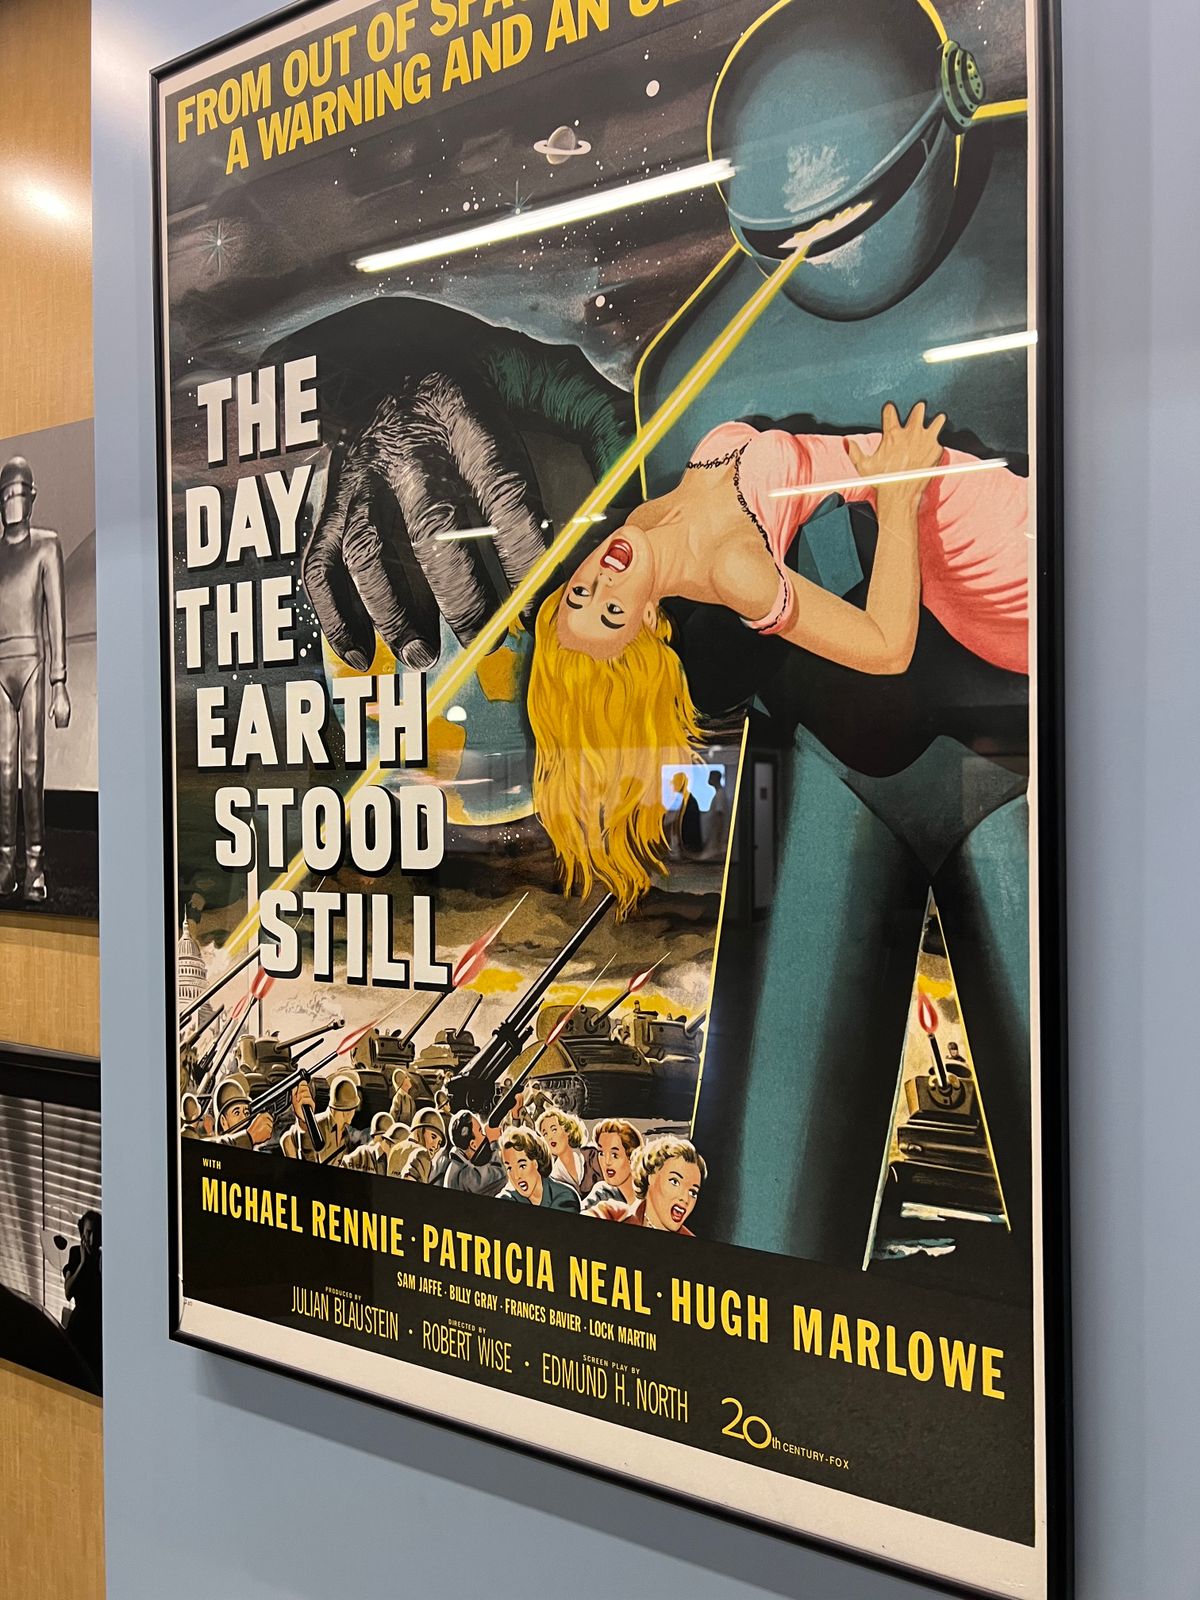 FROM OUT OF SPACE
A WARNING AND AN
THE
DAY
THE
EARTH
STOOD
STILL
WITH
MICHAEL RENNIE · PATRICIA NEAL · HUGH MARLOWE
SAM JAFFE · BILLY GRAY · FRANCES BAVIER · LOCK MARTIN
PRODUCED BY
JULIAN BLAUSTEIN ·
DIRECTED BY
ROBERT WISE ·
SCREEN PLAY BY
EDMUND H. NORTH
20th CENTURY-FOX